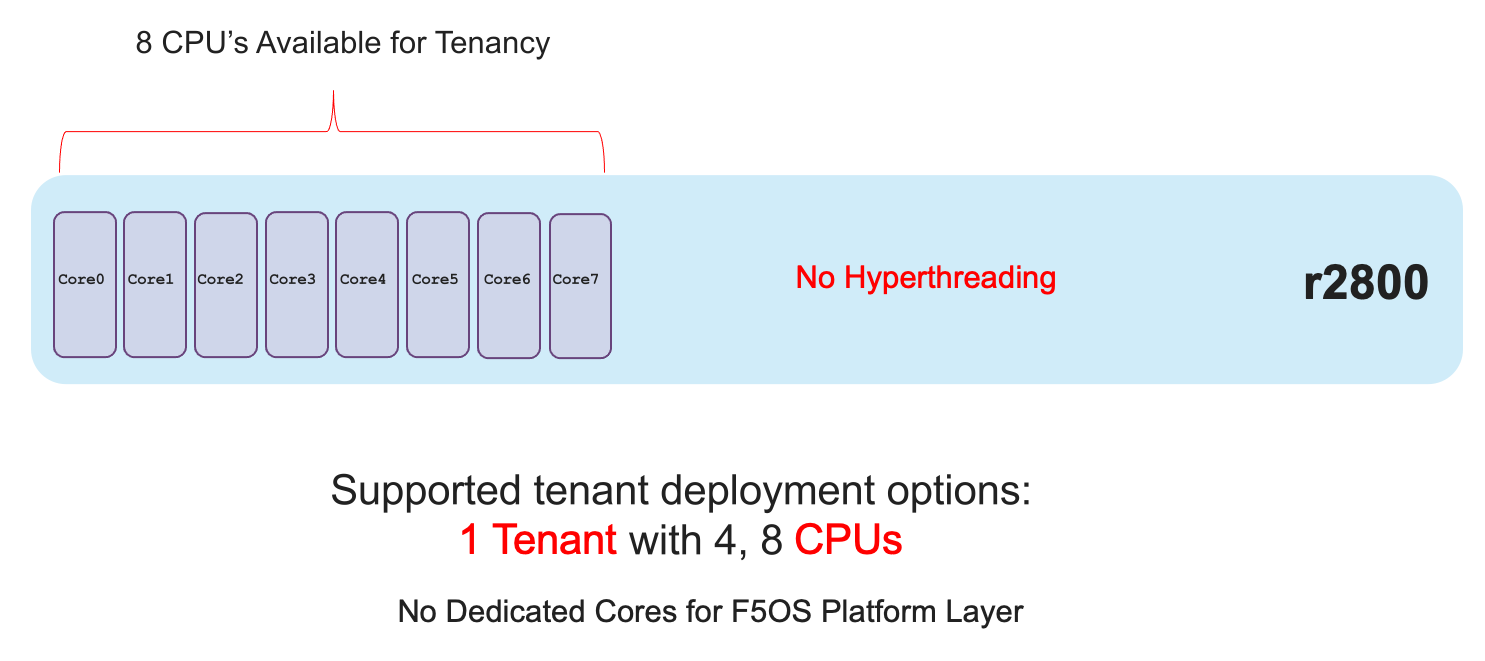 8 CPU’s Available for Tenancy
Core0 Core1 Core2 Core3 Core4 Core5 Core6 Core7
No Hyperthreading
r2800
Supported tenant deployment options:
1 Tenant with 4, 8 CPUs
No Dedicated Cores for F5OS Platform Layer